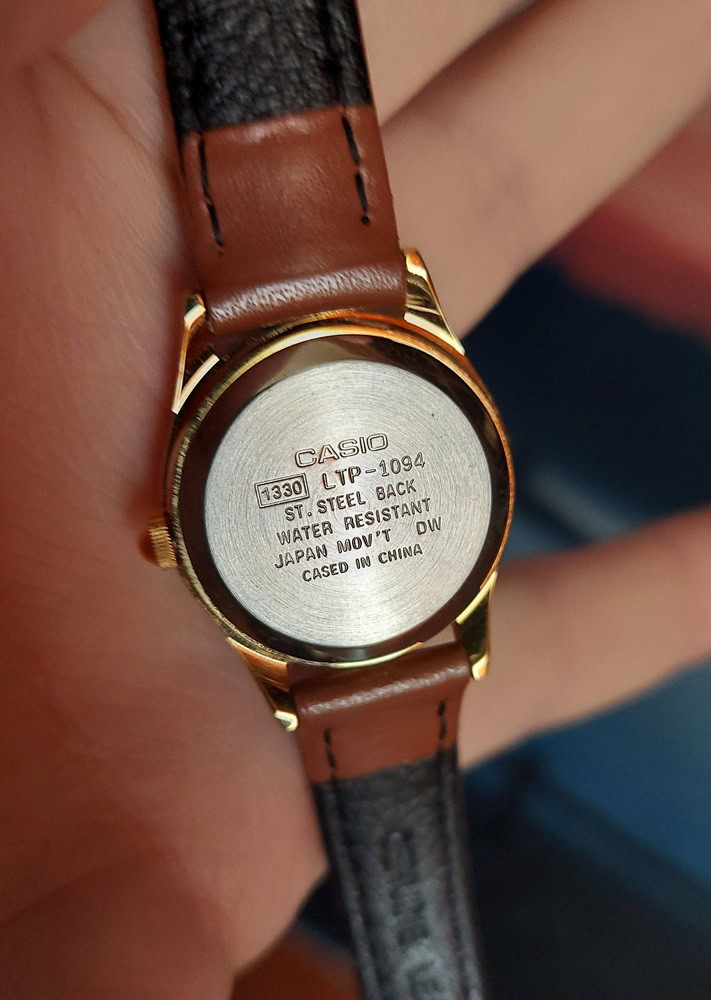 CASIO
1330 LTP-1094
ST. STEEL BACK
WATER RESISTANT
JAPAN MOV'T DW
CASED IN CHINA